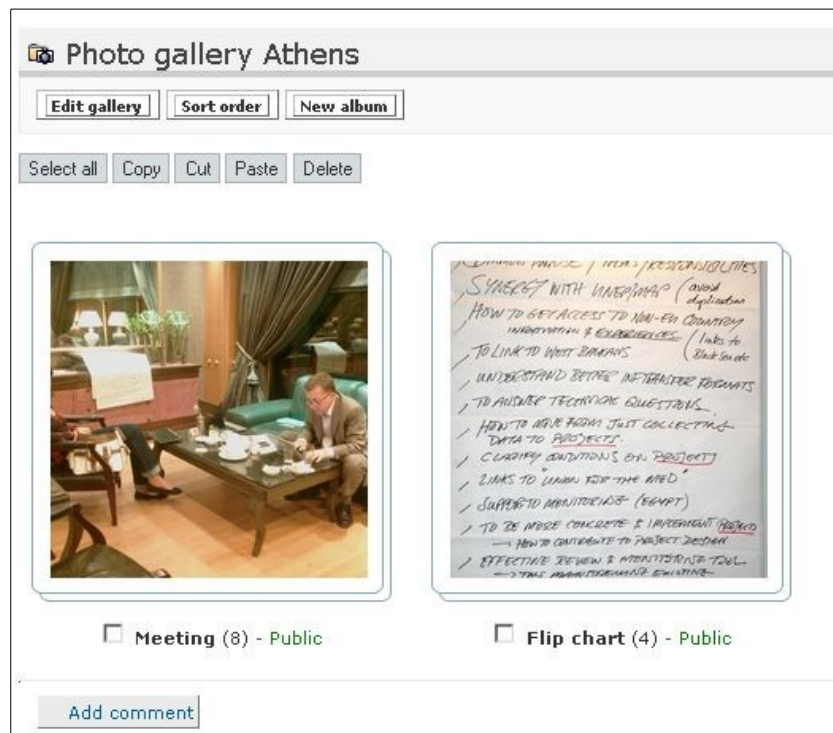 Photo gallery Athens
Edit gallery Sort order New album
Select all Copy Cut Paste Delete
SYNERGY WITH UNEP/MAP (avoid
duplication
HOW TO GET ACCESS TO NON-EU COUNTRY
INFORMATION & EXPERIENCES (links to
TO LINK TO WEST BALKANS
UNDERSTAND BETTER INFTRANSFER FORMATS
TO ANSWER TECHNICAL QUESTIONS.
HOW TO MOVE FROM JUST COLLECTING
DATA TO PROJECTS.
CLARIFY CONDITIONS ON PROJECTS
LINKS TO "UNION FOR THE MED"
SUPPORT TO MONITORING (EGYPT)
TO BE MORE CONCRETE & IMPLEMENT PROJECTS
→ HOW TO CONTRIBUTE TO PROJECT DESIGN
EFFECTIVE REVIEW & MONITORING TOOL
Meeting (8) - Public
Flip chart (4) - Public
Add comment